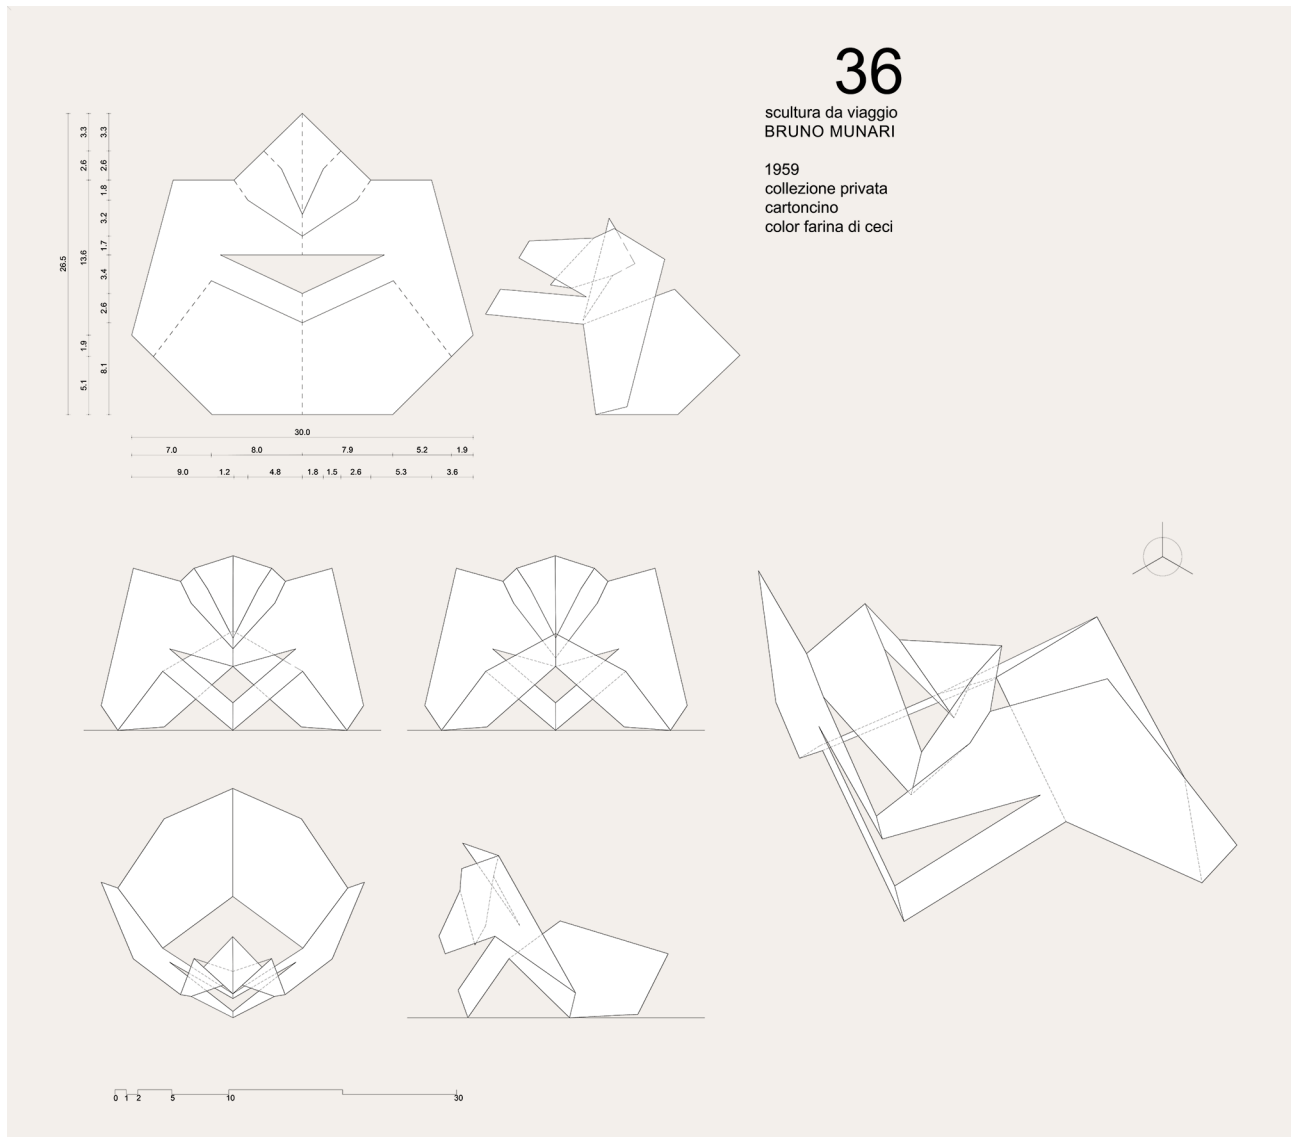 36
scultura da viaggio
BRUNO MUNARI
1959
collezione privata
cartoncino
color farina di ceci
26.5
3.3
2.6
13.6
1.9
5.1
3.3
2.6
1.8
3.2
1.7
3.4
2.6
8.1
30.0
7.0 8.0 7.9 5.2 1.9
9.0 1.2 4.8 1.8 1.5 2.6 5.3 3.6
0 1 2 5 10 30